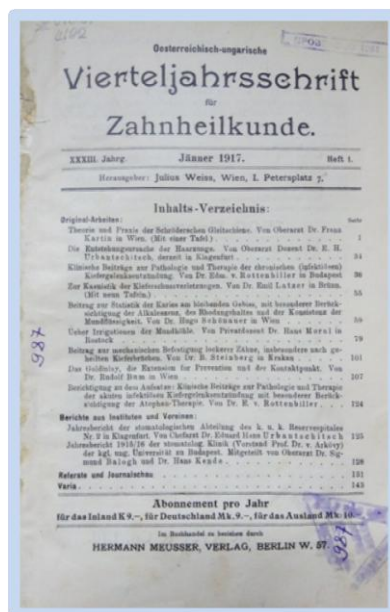 Oesterreichisch-ungarische
Vierteljahrsschrift
für
Zahnheilkunde.
XXXIII. Jahrg. Jänner 1917. Heft 1.
Herausgeber: Julius Weiss, Wien, I. Petersplatz 7.
Inhalts-Verzeichnis:
Original-Arbeiten: Seite
Theorie und Praxis der Schröderschen Gleitschiene. Von Oberarzt Dr. Franz
Kartin in Wien. (Mit einer Tafel) 1
Die Entstehungsursache der Hasmauren. Von Oberarzt Dozent Dr. E. H.
Urbantschitsch, derzeit in Klagenfurt 24
Klinische Beiträge zur Pathologie und Therapie der chronischen (infektiösen)
Kiefergelenksentzündung. Von Dr. Edm. v. Rottenbiller in Budapest 36
Zur Kasuistik der Kieferschussverletzungen. Von Dr. Emil Latzer in Brünn.
(Mit neun Tafeln.) 55
Beitrag zur Statistik der Karies am bleibenden Gebiss, mit besonderer Berück-
sichtigung der Alkaleszenz, des Rhodangehaltes und der Konsistenz der
Mundflüssigkeit. Von Dr. Hugo Schönauer in Wien 59
Ueber Irrigationen der Mundhöhle. Von Privatdozent Dr. Hans Moral in
Rostock 79
Beitrag zur mechanischen Befestigung lockerer Zähne, insbesondere nach ge-
heilten Kieferbrüchen. Von Dr. B. Steinberg in Krakau 101
Das Goldinlay, die Extension for Prevention und der Kontaktpunkt. Von
Dr. Rudolf Bum in Wien 107
Berichtigung zu dem Aufsatze: Klinische Beiträge zur Pathologie und Therapie
der akuten infektiösen Kiefergelenksentzündung mit besonderer Berück-
sichtigung der Atophan-Therapie. Von Dr. E. v. Rottenbiller 124
Berichte aus Instituten und Vereinen:
Jahresbericht der stomatologischen Abteilung des k. u. k. Reservespitales
Nr. 2 in Klagenfurt. Von Chefarzt Dr. Eduard Hans Urbantschitsch 125
Jahresbericht 1915/16 der stomatolog. Klinik (Vorstand Prof. Dr. v. Arkövy)
der kgl. ung. Universität zu Budapest. Mitgeteilt von Oberarzt Dr. Sig-
mund Balogh und Dr. Hans Kende 128
Referate und Journalschau 131
Varia 143
Abonnement pro Jahr
für das Inland K 9.–, für Deutschland Mk. 9.–, für das Ausland Mk. 10.–
Im Buchhandel zu beziehen durch
HERMANN MEUSSER, VERLAG, BERLIN W. 57.
987
987